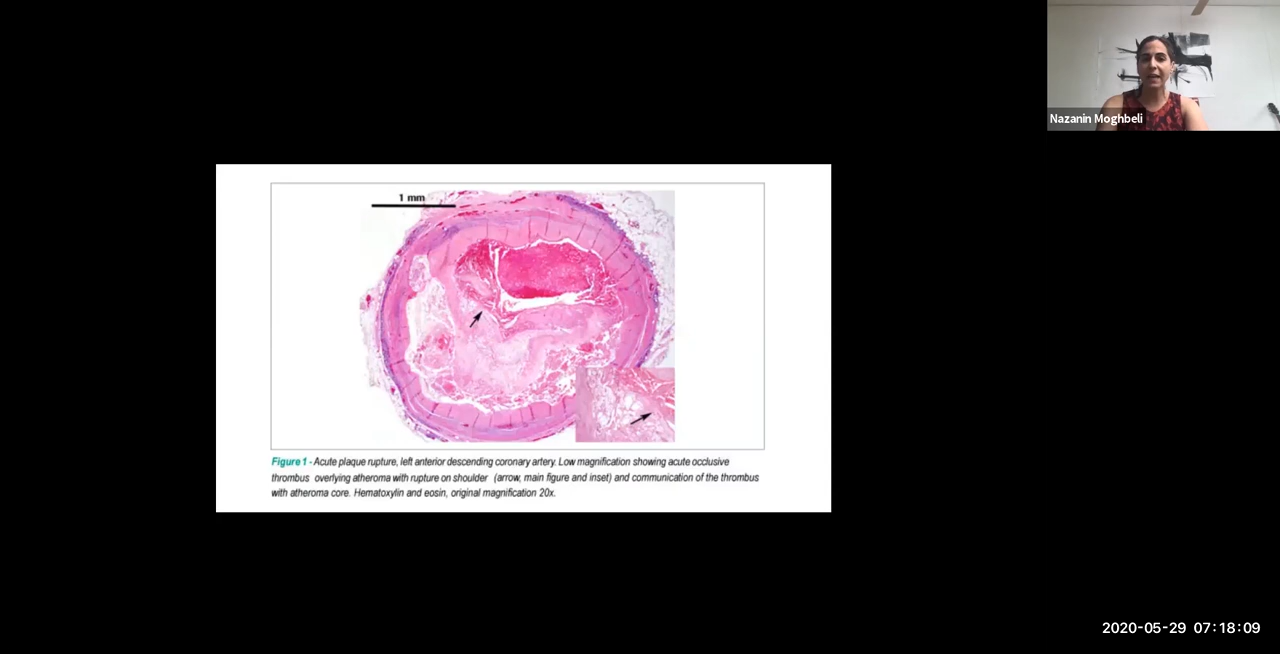 Nazanin Moghbeli
1 mm
Figure 1 - Acute plaque rupture, left anterior descending coronary artery. Low magnification showing acute occlusive
thrombus overlying atheroma with rupture on shoulder (arrow, main figure and inset) and communication of the thrombus
with atheroma core. Hematoxylin and eosin, original magnification 20x.
2020-05-29 07:18:09